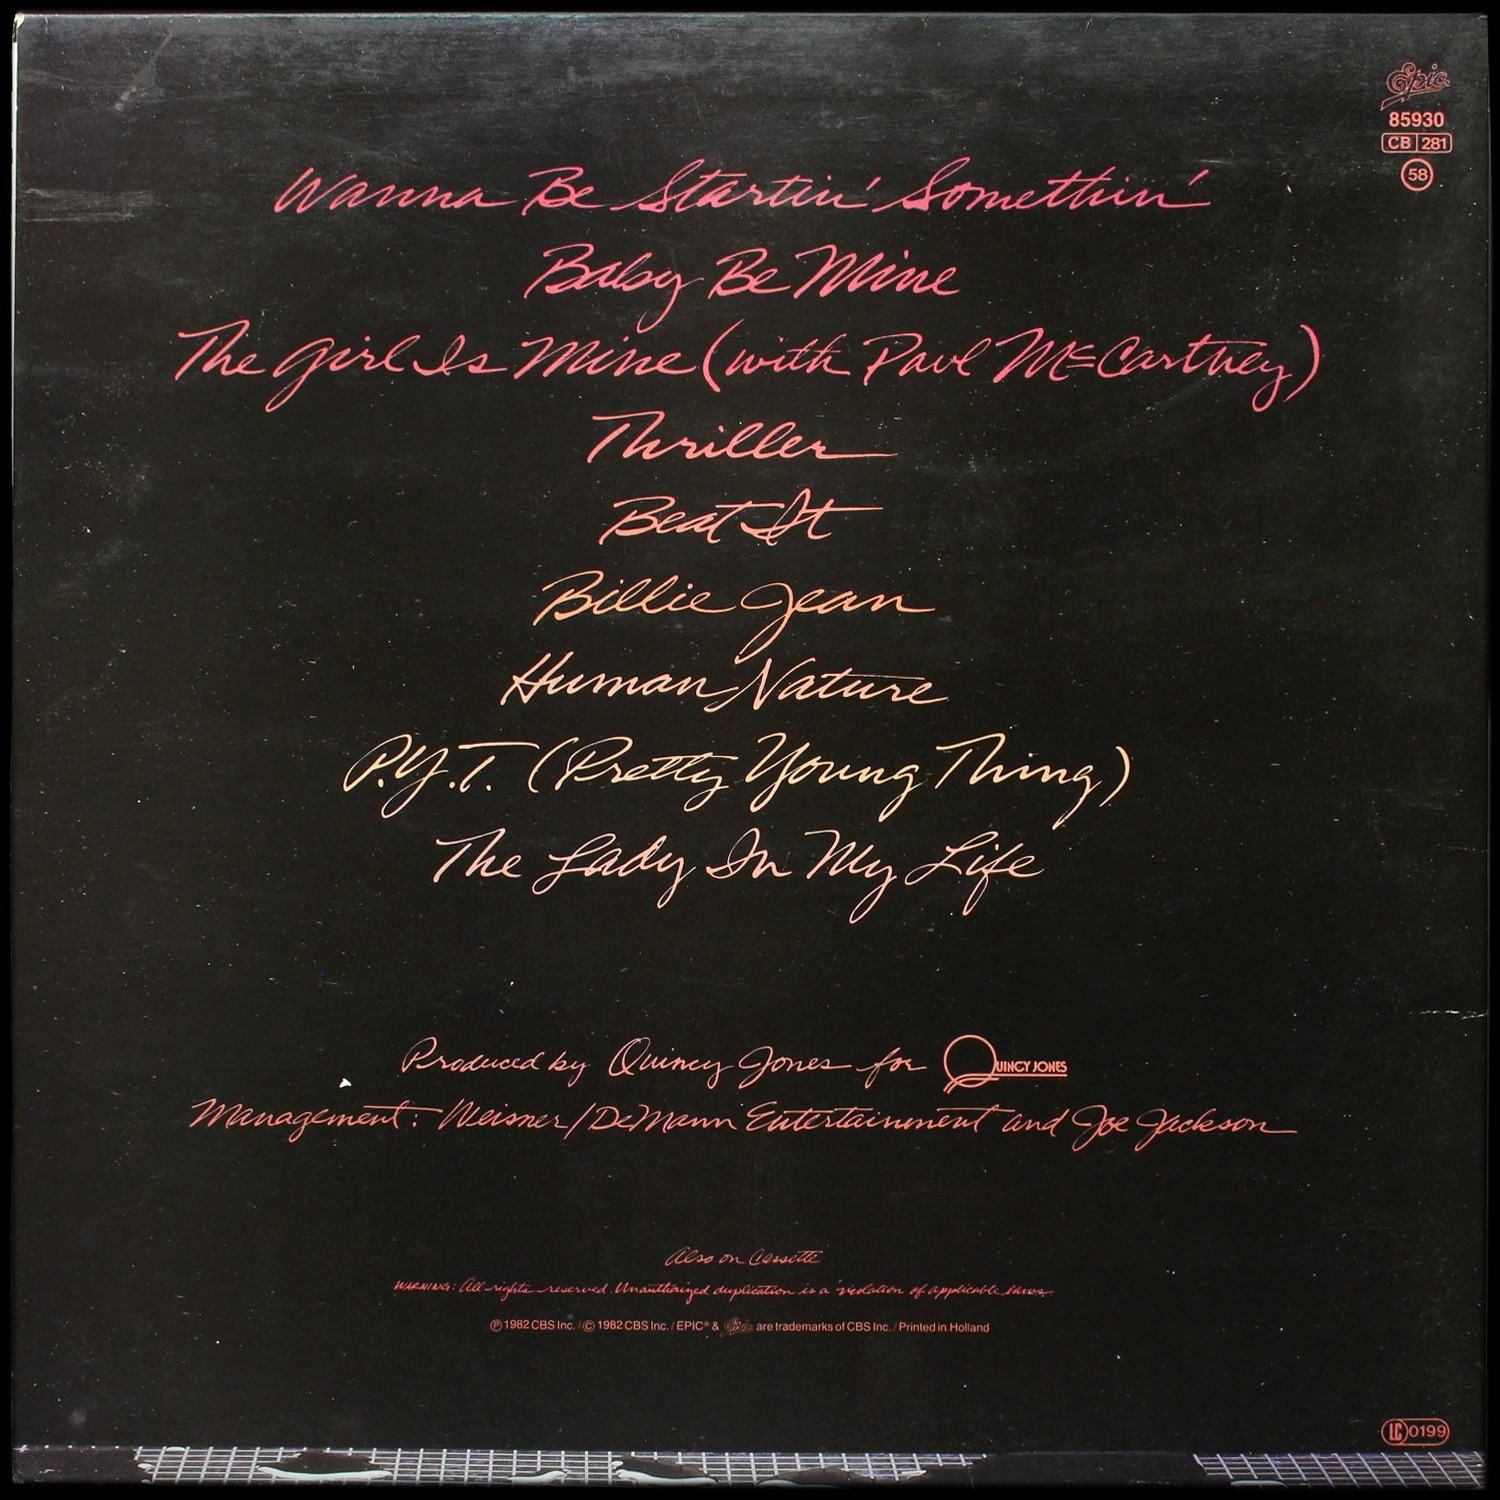 Epic
85930
CB 281
58
Wanna Be Startin' Somethin'
Baby Be Mine
The Girl Is Mine (with Paul McCartney)
Thriller
Beat It
Billie Jean
Human Nature
P.Y.T. (Pretty Young Thing)
The Lady In My Life
Produced by Quincy Jones for QUINCY JONES
Management: Weisner/DeMann Entertainment and Joe Jackson
Also on Cassette
WARNING: All rights reserved. Unauthorized duplication is a violation of applicable laws.
Ⓟ 1982 CBS Inc. / © 1982 CBS Inc. / EPIC® & Epic are trademarks of CBS Inc. / Printed in Holland
LC 0199